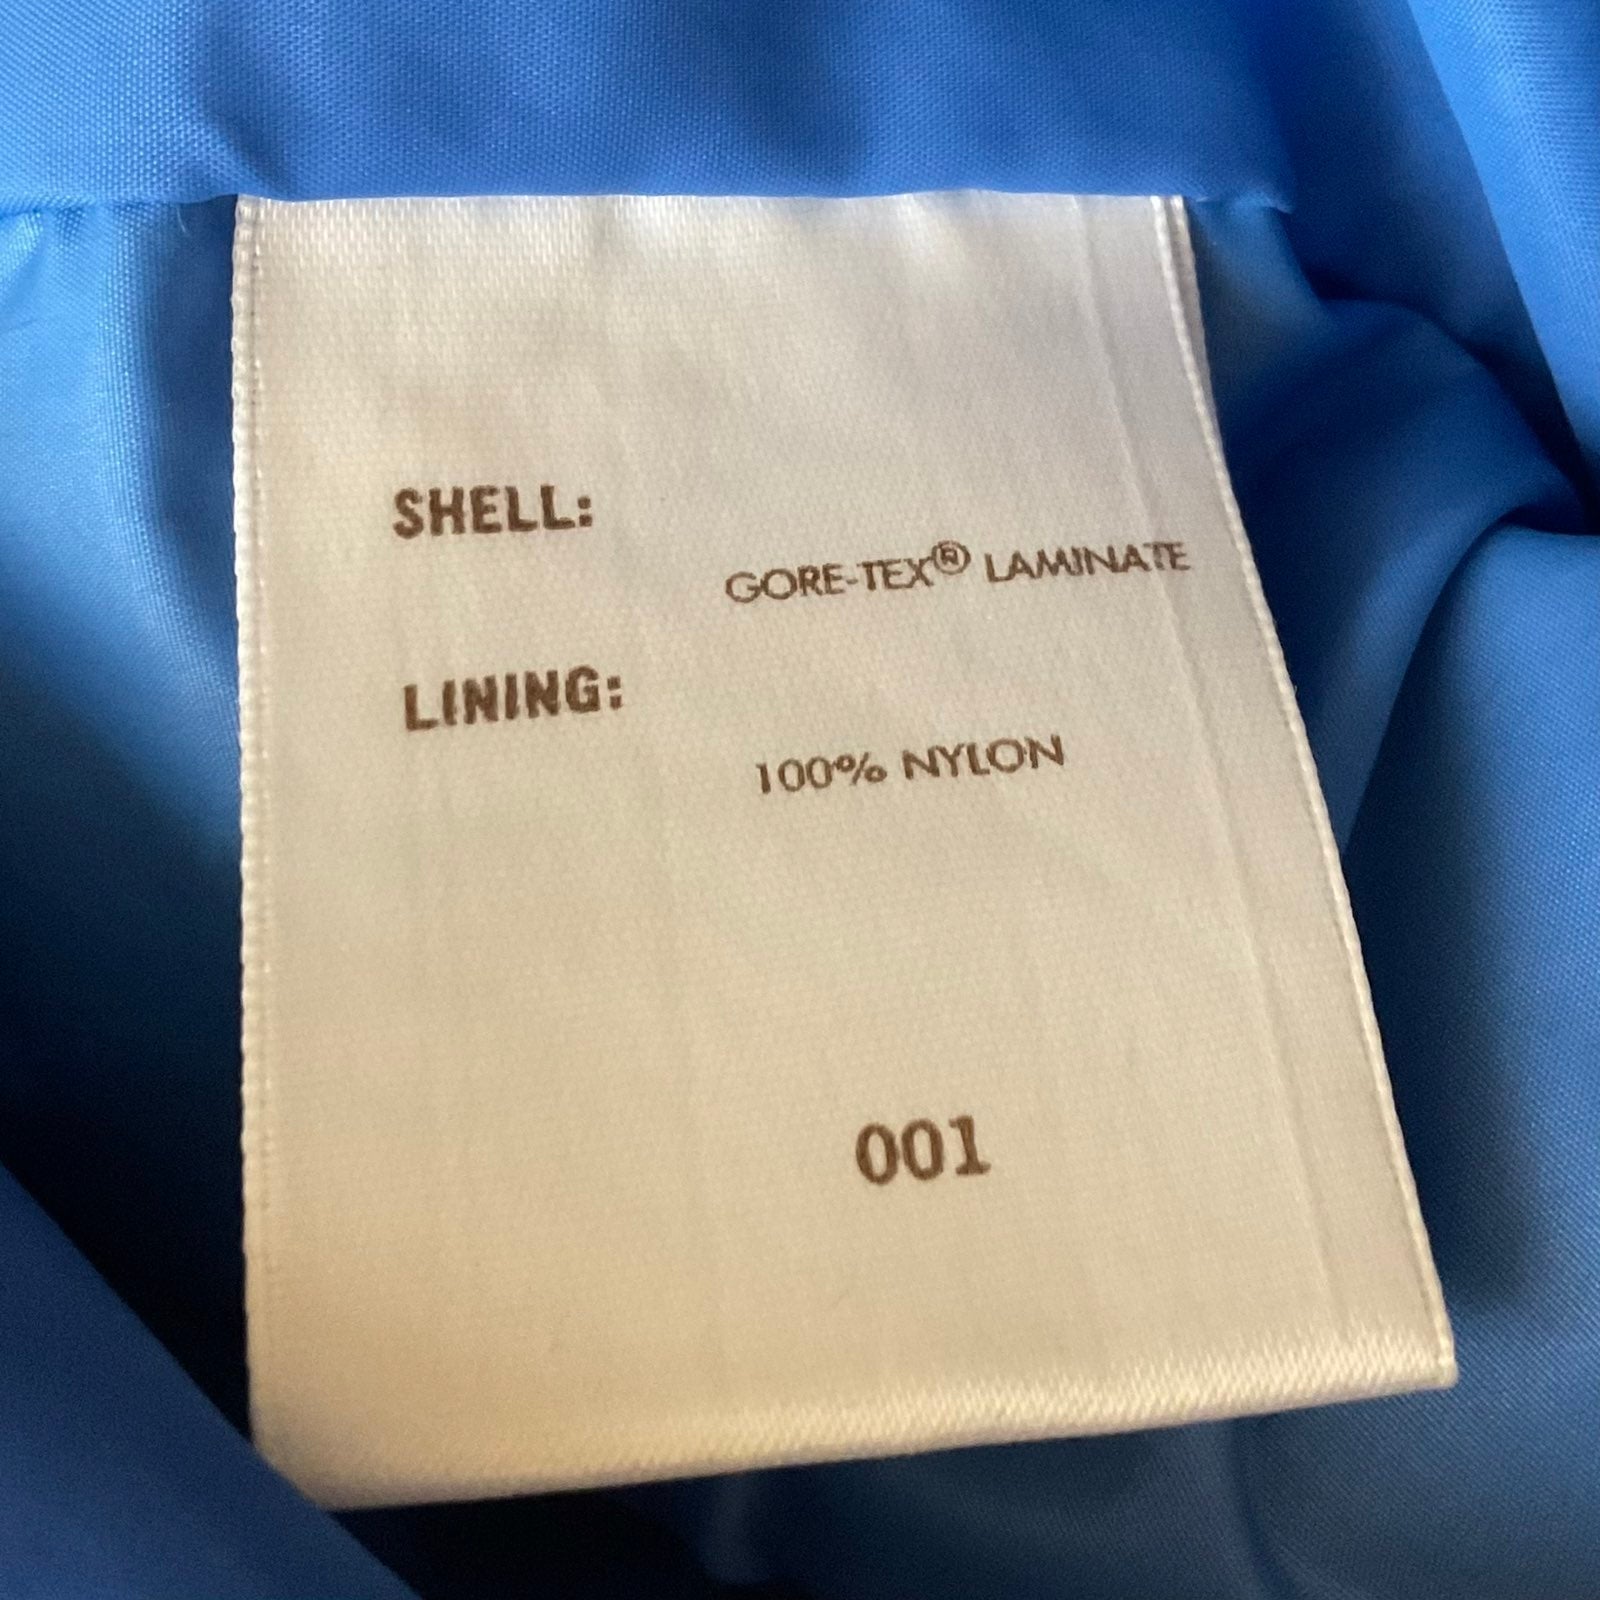 SHELL:
GORE-TEX® LAMINATE
LINING:
100% NYLON
001